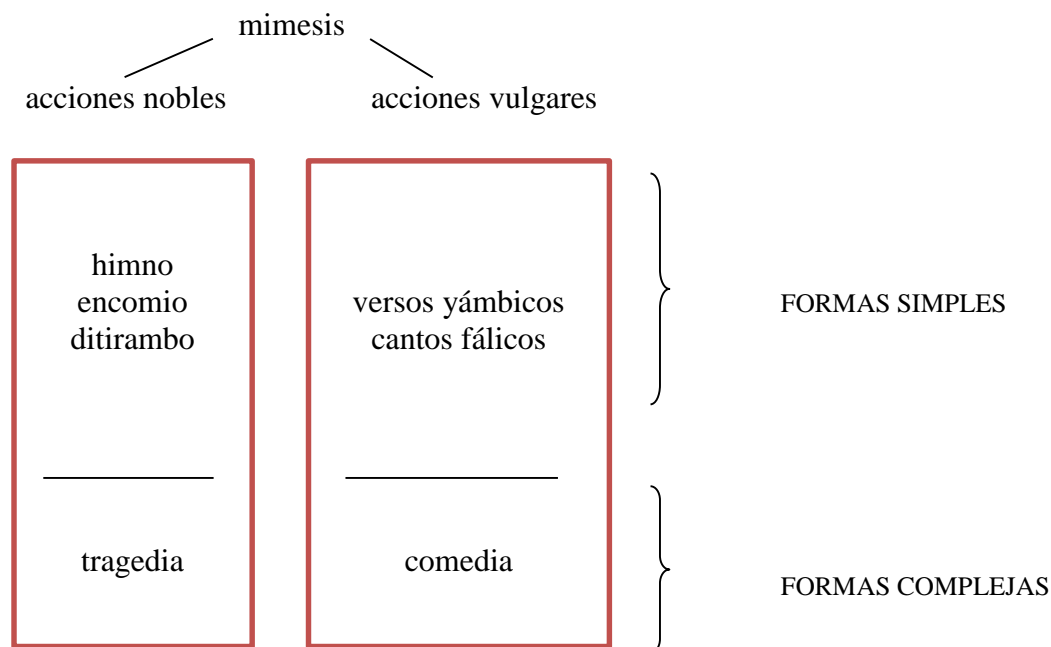 mimesis
acciones nobles
acciones vulgares
himno
encomio
ditirambo
versos yámbicos
cantos fálicos
FORMAS SIMPLES
tragedia
comedia
FORMAS COMPLEJAS